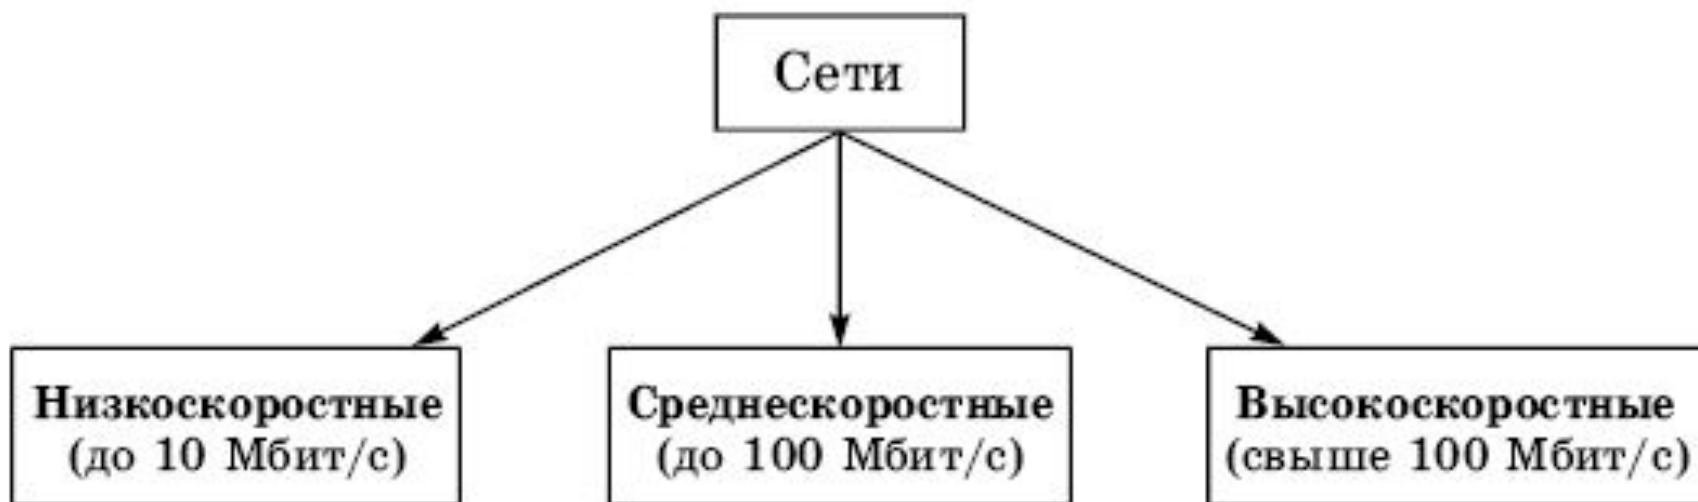 Сети
Низкоскоростные
(до 10 Мбит/с)
Среднескоростные
(до 100 Мбит/с)
Высокоскоростные
(свыше 100 Мбит/с)